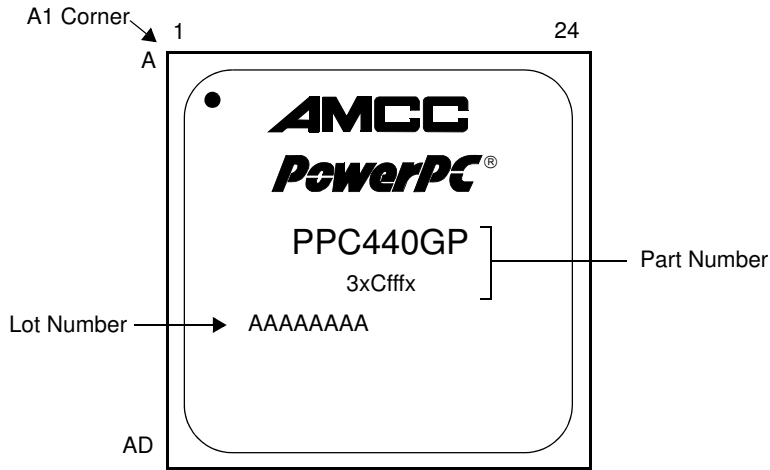 A1 Corner
1 24
A
AMCC
PowerPC®
PPC440GP
3xCfffx
Part Number
Lot Number
AAAAAAAA
AD